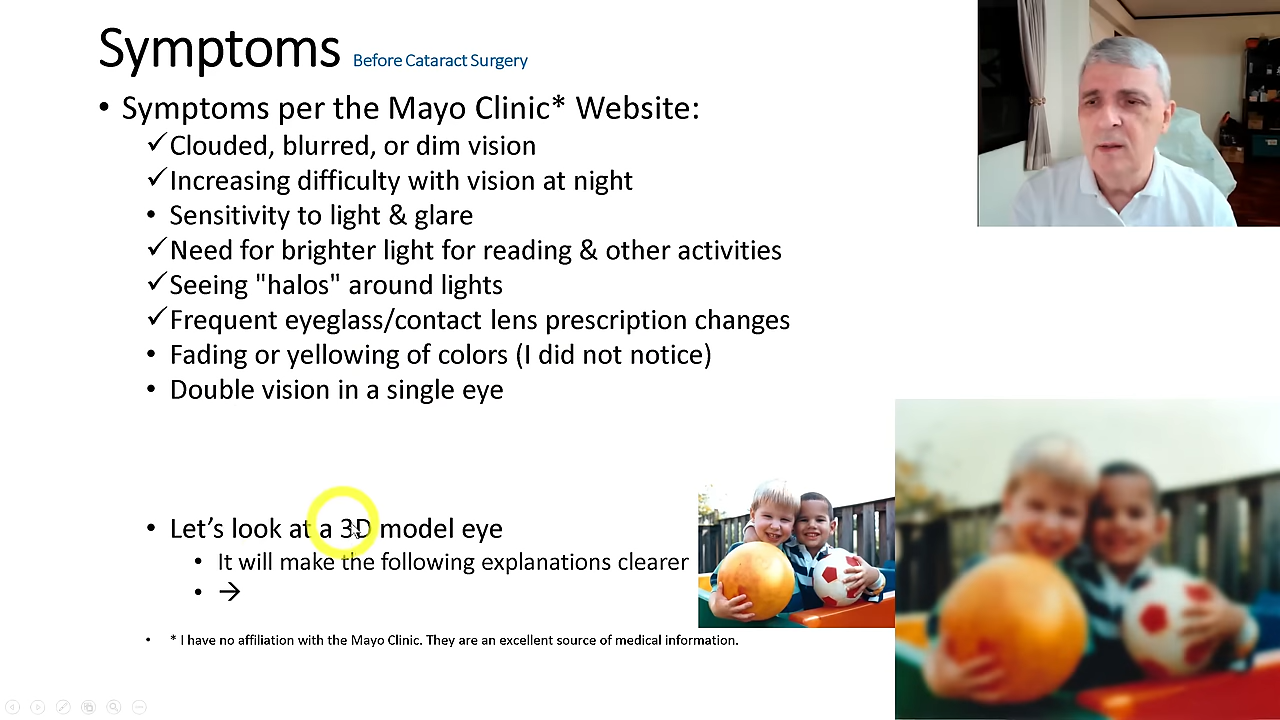 Symptoms Before Cataract Surgery
• Symptoms per the Mayo Clinic* Website:
✓Clouded, blurred, or dim vision
✓Increasing difficulty with vision at night
• Sensitivity to light & glare
✓Need for brighter light for reading & other activities
✓Seeing "halos" around lights
✓Frequent eyeglass/contact lens prescription changes
• Fading or yellowing of colors (I did not notice)
• Double vision in a single eye
• Let’s look at a 3D model eye
• It will make the following explanations clearer
• →
• * I have no affiliation with the Mayo Clinic. They are an excellent source of medical information.